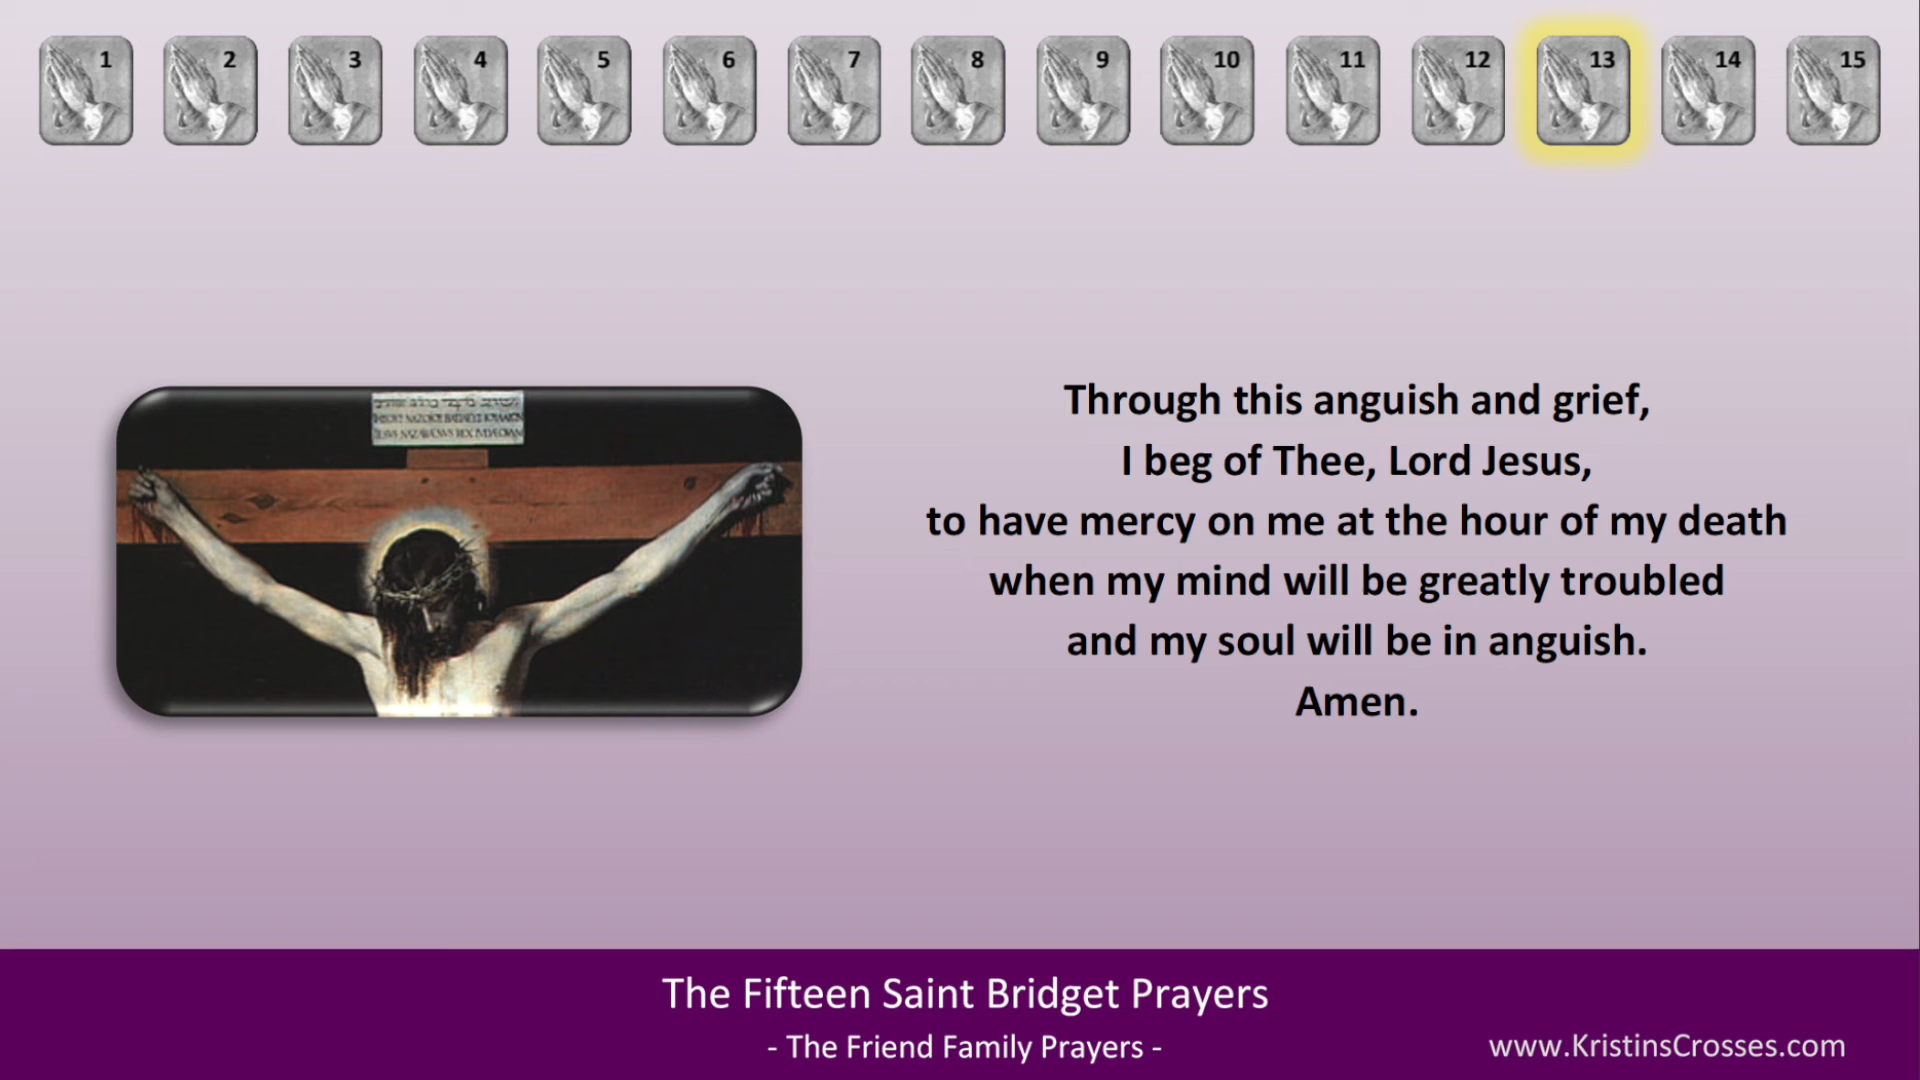 1 2 3 4 5 6 7 8 9 10 11 12 13 14 15
Through this anguish and grief,
I beg of Thee, Lord Jesus,
to have mercy on me at the hour of my death
when my mind will be greatly troubled
and my soul will be in anguish.
Amen.
The Fifteen Saint Bridget Prayers
- The Friend Family Prayers -
www.KristinsCrosses.com